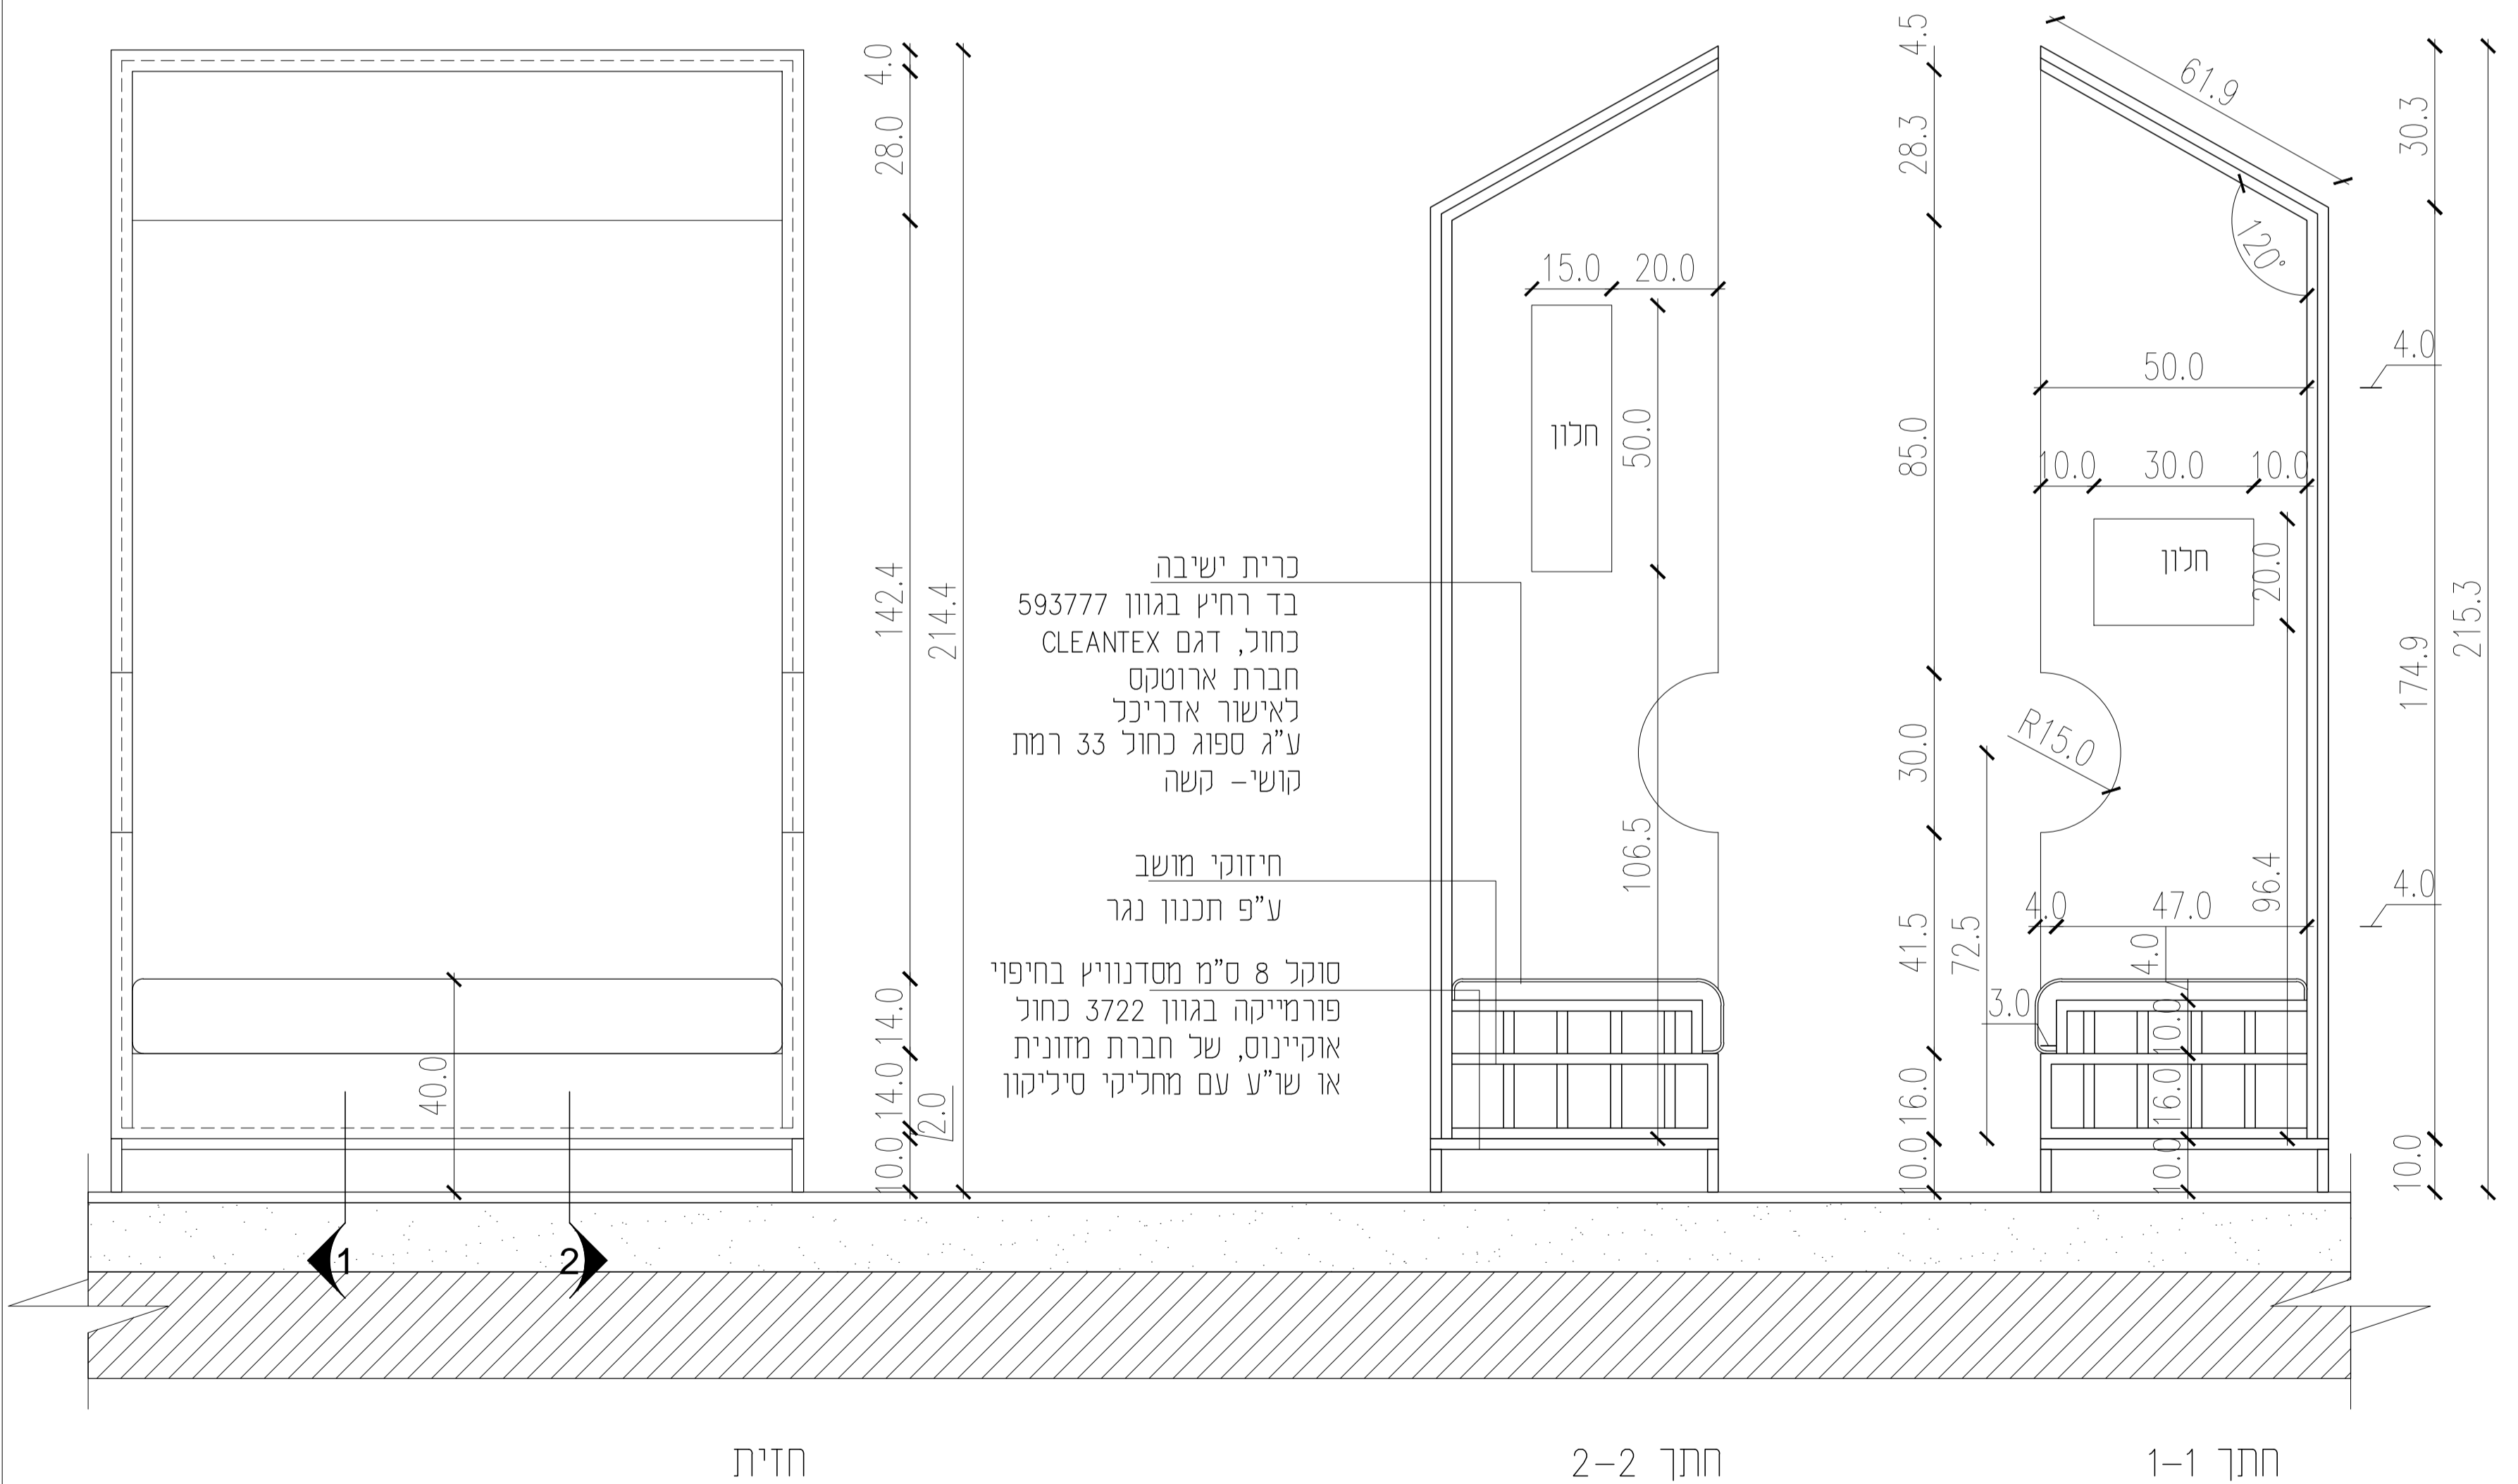 4.0
28.0
142.4
214.4
14.0
14.0
2.0
10.0
40.0
1
2
כרית ישיבה
בד רחיץ בגוון 593777
כחול, דגם CLEANTEX
חברת ארוטקס
לאישור אדריכל
ע"ג ספוג כחול 33 רמת
קושי- קשה
חיזוקי מושב
ע"פ תכנון נגר
סוקל 8 ס"מ מסדנוויץ בחיפוי
פורמייקה בגוון 3722 כחול
אוקיינוס, של חברת מזונית
או שו"ע עם מחליקי סיליקון
15.0 20.0
חלון
50.0
106.5
4.5
28.3
85.0
30.0
41.5
72.5
16.0
10.0
61.9
120°
50.0
10.0 30.0 10.0
חלון
20.0
R15.0
96.4
4.0 47.0
4.0
3.0
10.0
16.0
10.0
30.3
4.0
174.9
215.3
4.0
10.0
חזית
חתך 2-2
חתך 1-1